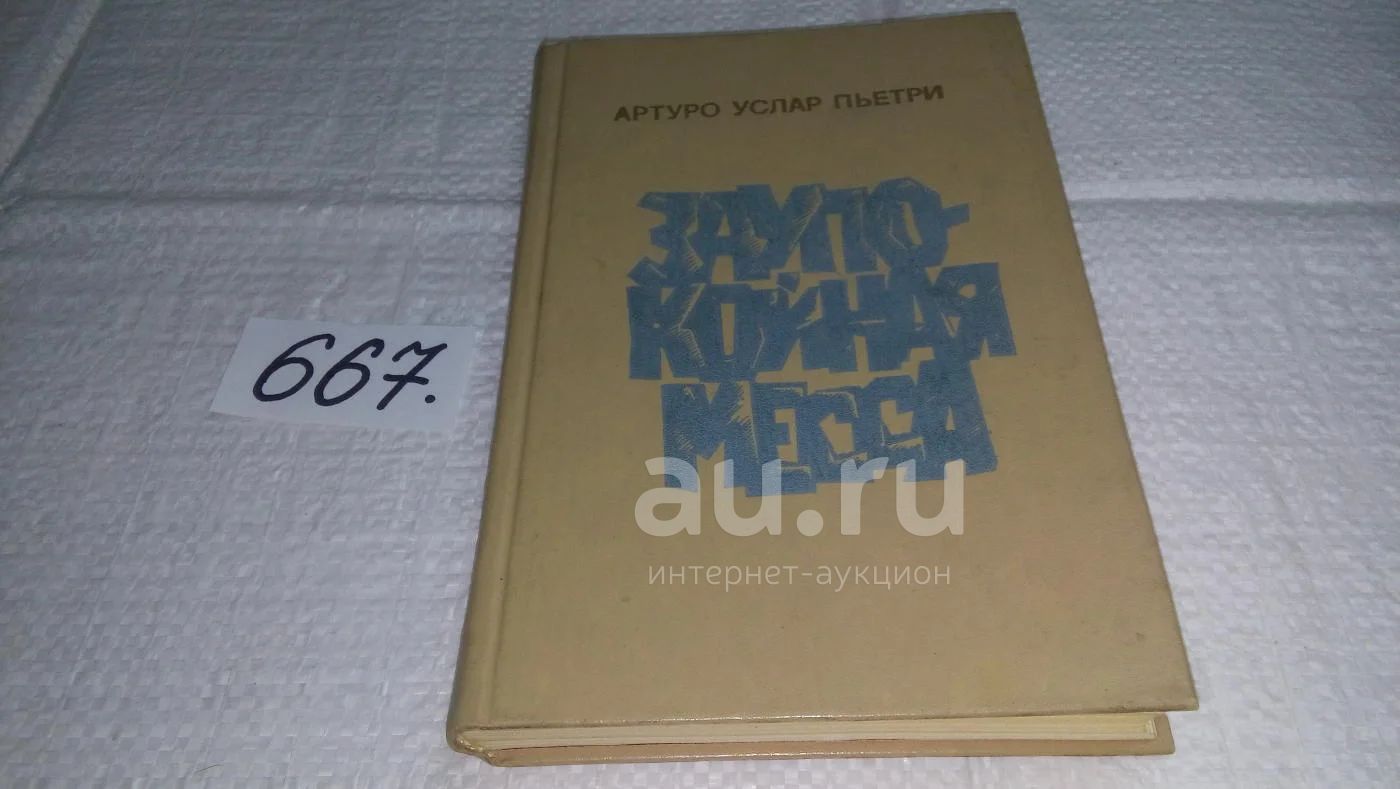 АРТУРО УСЛАР ПЬЕТРИ
ЗАУПО-
КОЙНАЯ
МЕССА
667.
au.ru
интернет-аукцион